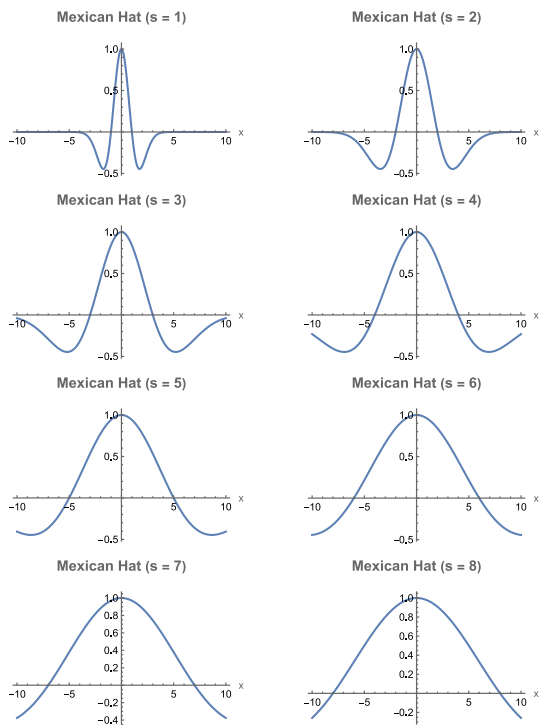 Mexican Hat (s = 1)
1.0
0.5
-10 -5 5 10 x
-0.5
Mexican Hat (s = 2)
1.0
0.5
-10 -5 5 10 x
-0.5
Mexican Hat (s = 3)
1.0
0.5
-10 -5 5 10 x
-0.5
Mexican Hat (s = 4)
1.0
0.5
-10 -5 5 10 x
-0.5
Mexican Hat (s = 5)
1.0
0.5
-10 -5 5 10 x
-0.5
Mexican Hat (s = 6)
1.0
0.5
-10 -5 5 10 x
-0.5
Mexican Hat (s = 7)
1.0
0.8
0.6
0.4
0.2
-10 -5 5 10 x
-0.2
-0.4
Mexican Hat (s = 8)
1.0
0.8
0.6
0.4
0.2
-10 -5 5 10 x
-0.2